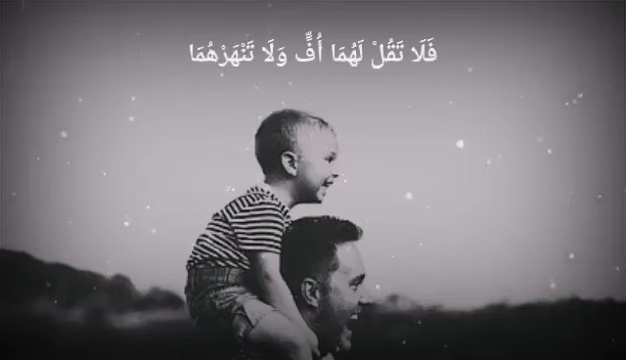 فَلَا تَقُلْ لَهُمَا أُفٍّ وَلَا تَنْهَرْهُمَا